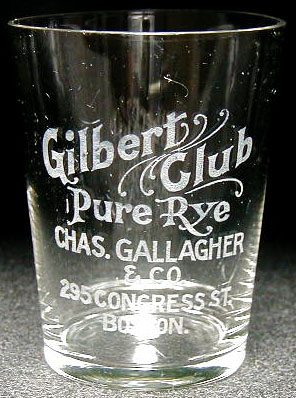 Gilbert
Club
Pure Rye
CHAS. GALLAGHER
& CO.
295 CONGRESS ST.
BOSTON.